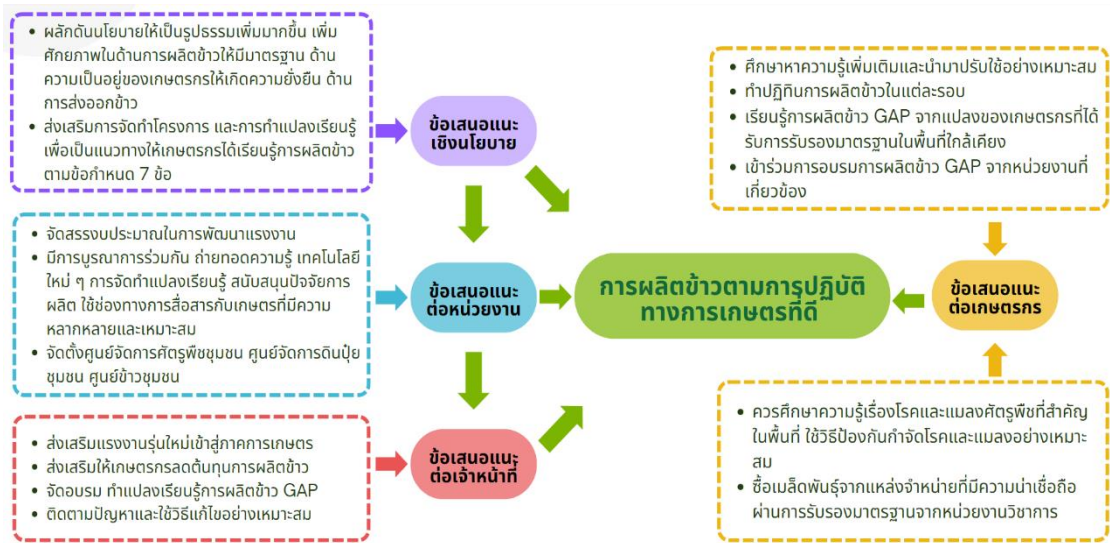 • ผลักดันนโยบายให้เป็นรูปธรรมเพิ่มมากขึ้น เพิ่ม
ศักยภาพในด้านการผลิตข้าวให้มีมาตรฐาน ด้าน
ความเป็นอยู่ของเกษตรกรให้เกิดความยั่งยืน ด้าน
การส่งออกข้าว
• ส่งเสริมการจัดทำโครงการ และการทำแปลงเรียนรู้
เพื่อเป็นแนวทางให้เกษตรกรได้เรียนรู้การผลิตข้าว
ตามข้อกำหนด 7 ข้อ
ข้อเสนอแนะ
เชิงนโยบาย
• จัดสรรงบประมาณในการพัฒนาแรงงาน
• มีการบูรณาการร่วมกัน ถ่ายทอดความรู้ เทคโนโลยี
ใหม่ ๆ การจัดทำแปลงเรียนรู้ สนับสนุนปัจจัยการ
ผลิต ใช้ช่องทางการสื่อสารกับเกษตรที่มีความ
หลากหลายและเหมาะสม
• จัดตั้งศูนย์จัดการศัตรูพืชชุมชน ศูนย์จัดการดินปุ๋ย
ชุมชน ศูนย์ข้าวชุมชน
ข้อเสนอแนะ
ต่อหน่วยงาน
• ส่งเสริมแรงงานรุ่นใหม่เข้าสู่ภาคการเกษตร
• ส่งเสริมให้เกษตรกรลดต้นทุนการผลิตข้าว
• จัดอบรม ทำแปลงเรียนรู้การผลิตข้าว GAP
• ติดตามปัญหาและใช้วิธีแก้ไขอย่างเหมาะสม
ข้อเสนอแนะ
ต่อเจ้าหน้าที่
การผลิตข้าวตามการปฏิบัติ
ทางการเกษตรที่ดี
• ศึกษาหาความรู้เพิ่มเติมและนำมาปรับใช้อย่างเหมาะสม
• ทำปฏิทินการผลิตข้าวในแต่ละรอบ
• เรียนรู้การผลิตข้าว GAP จากแปลงของเกษตรกรที่ได้
รับการรับรองมาตรฐานในพื้นที่ใกล้เคียง
• เข้าร่วมการอบรมการผลิตข้าว GAP จากหน่วยงานที่
เกี่ยวข้อง
ข้อเสนอแนะ
ต่อเกษตรกร
• ควรศึกษาความรู้เรื่องโรคและแมลงศัตรูพืชที่สำคัญ
ในพื้นที่ ใช้วิธีป้องกันกำจัดโรคและแมลงอย่างเหมาะ
สม
• ซื้อเมล็ดพันธุ์จากแหล่งจำหน่ายที่มีความน่าเชื่อถือ
ผ่านการรับรองมาตรฐานจากหน่วยงานวิชาการ